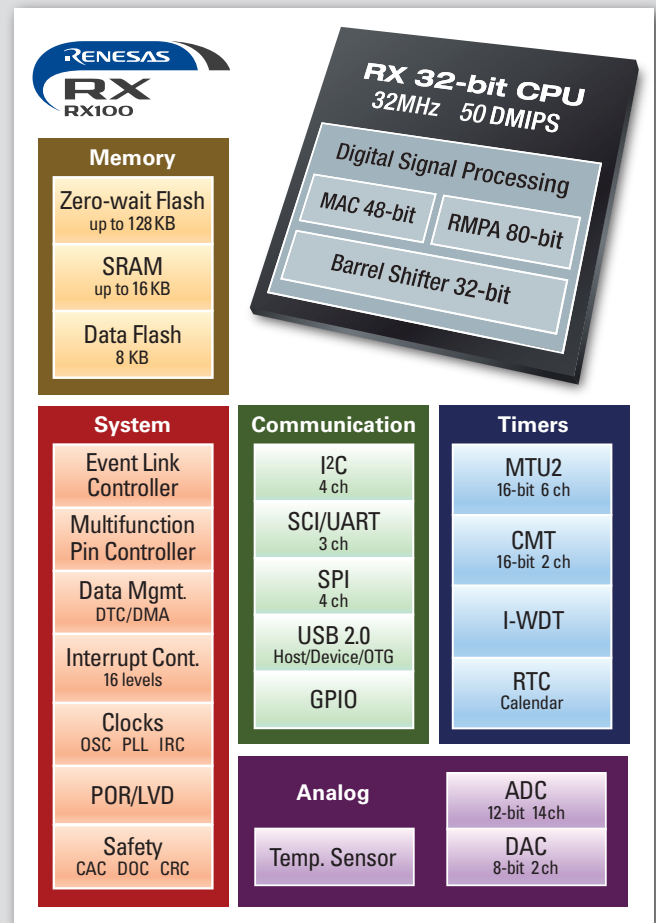 RENESAS
RX
RX100
RX 32-bit CPU
32MHz 50 DMIPS
Digital Signal Processing
MAC 48-bit
RMPA 80-bit
Barrel Shifter 32-bit
Memory
Zero-wait Flash
up to 128 KB
SRAM
up to 16 KB
Data Flash
8 KB
System
Event Link
Controller
Multifunction
Pin Controller
Data Mgmt.
DTC/DMA
Interrupt Cont.
16 levels
Clocks
OSC PLL IRC
POR/LVD
Safety
CAC DOC CRC
Communication
I²C
4 ch
SCI/UART
3 ch
SPI
4 ch
USB 2.0
Host/Device/OTG
GPIO
Timers
MTU2
16-bit 6 ch
CMT
16-bit 2 ch
I-WDT
RTC
Calendar
Analog
Temp. Sensor
ADC
12-bit 14ch
DAC
8-bit 2ch